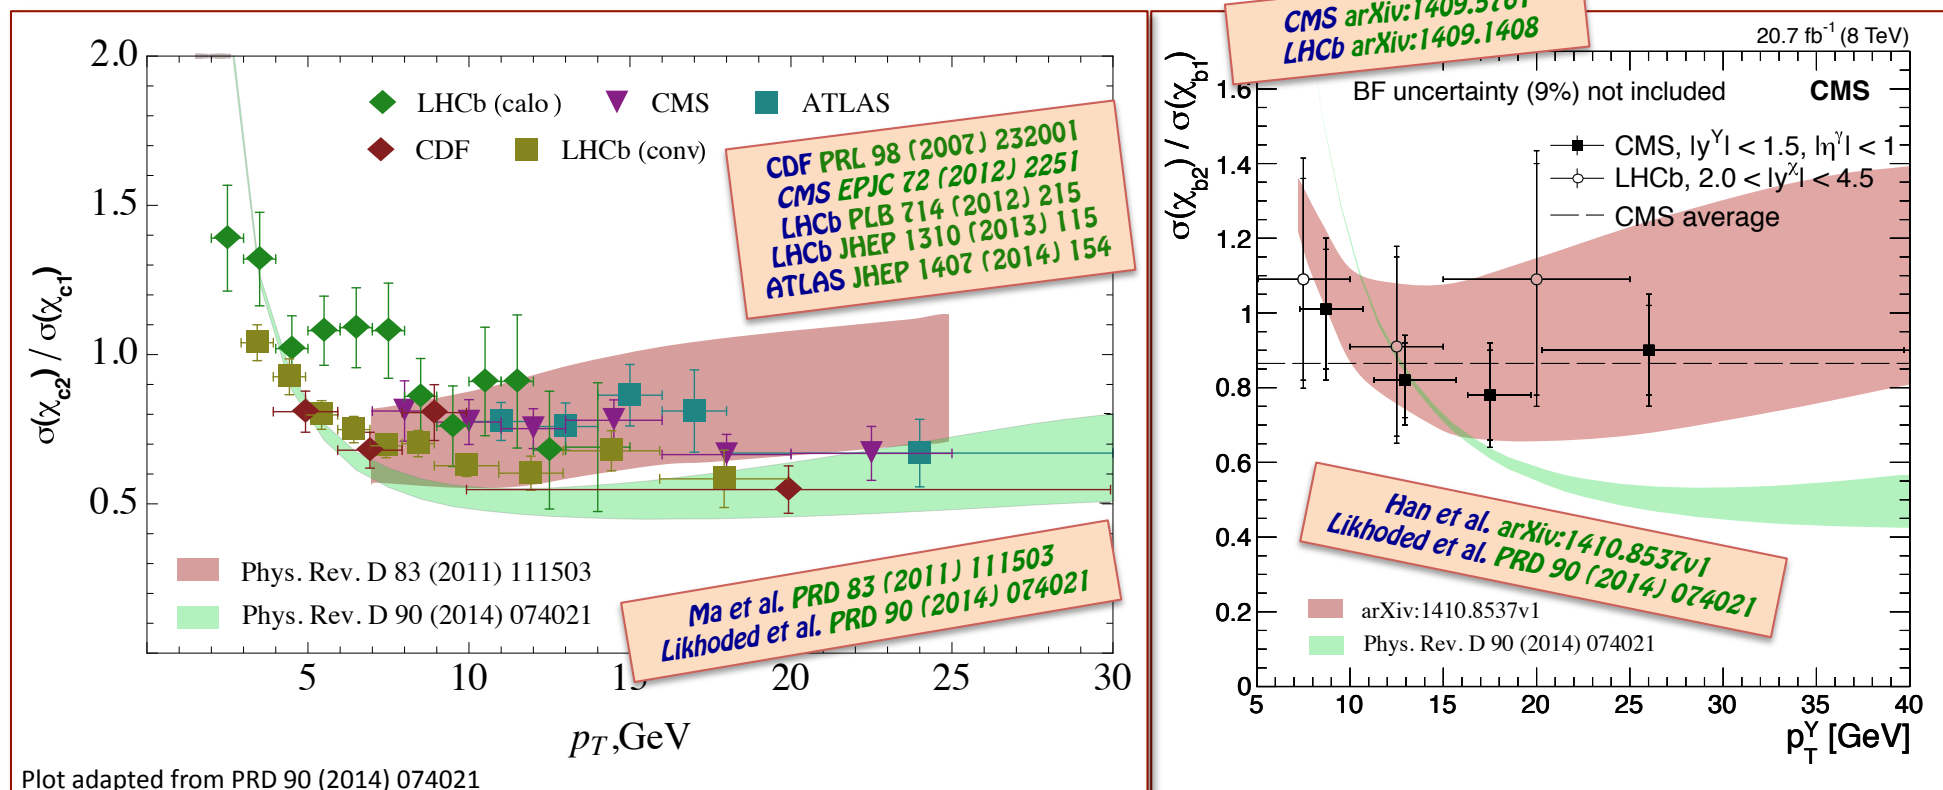 2.0
1.5
1.0
0.5
σ(χc2) / σ(χc1)
LHCb (calo)
CMS
ATLAS
CDF
LHCb (conv)
CDF PRL 98 (2007) 232001
CMS EPJC 72 (2012) 2251
LHCb PLB 714 (2012) 215
LHCb JHEP 1310 (2013) 115
ATLAS JHEP 1407 (2014) 154
Phys. Rev. D 83 (2011) 111503
Phys. Rev. D 90 (2014) 074021
Ma et al. PRD 83 (2011) 111503
Likhoded et al. PRD 90 (2014) 074021
5 10 15 20 25 30
pT,GeV
Plot adapted from PRD 90 (2014) 074021
CMS arXiv:1409.5761
LHCb arXiv:1409.1408
20.7 fb⁻¹ (8 TeV)
σ(χb2) / σ(χb1)
BF uncertainty (9%) not included CMS
CMS, |yΥ| < 1.5, |ηγ| < 1
LHCb, 2.0 < |yχ| < 4.5
CMS average
1.6
1.4
1.2
1
0.8
0.6
0.4
0.2
0
Han et al. arXiv:1410.8537v1
Likhoded et al. PRD 90 (2014) 074021
arXiv:1410.8537v1
Phys. Rev. D 90 (2014) 074021
5 10 15 20 25 30 35 40
pTΥ [GeV]